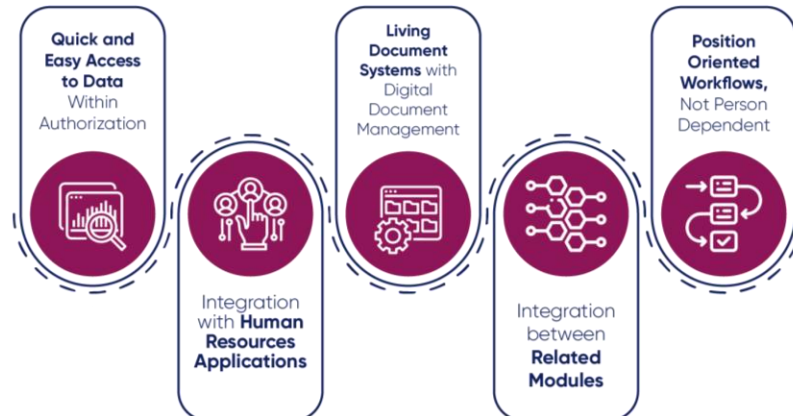 Quick and
Easy Access
to Data
Within
Authorization
Integration
with Human
Resources
Applications
Living
Document
Systems with
Digital
Document
Management
Integration
between
Related
Modules
Position
Oriented
Workflows,
Not Person
Dependent